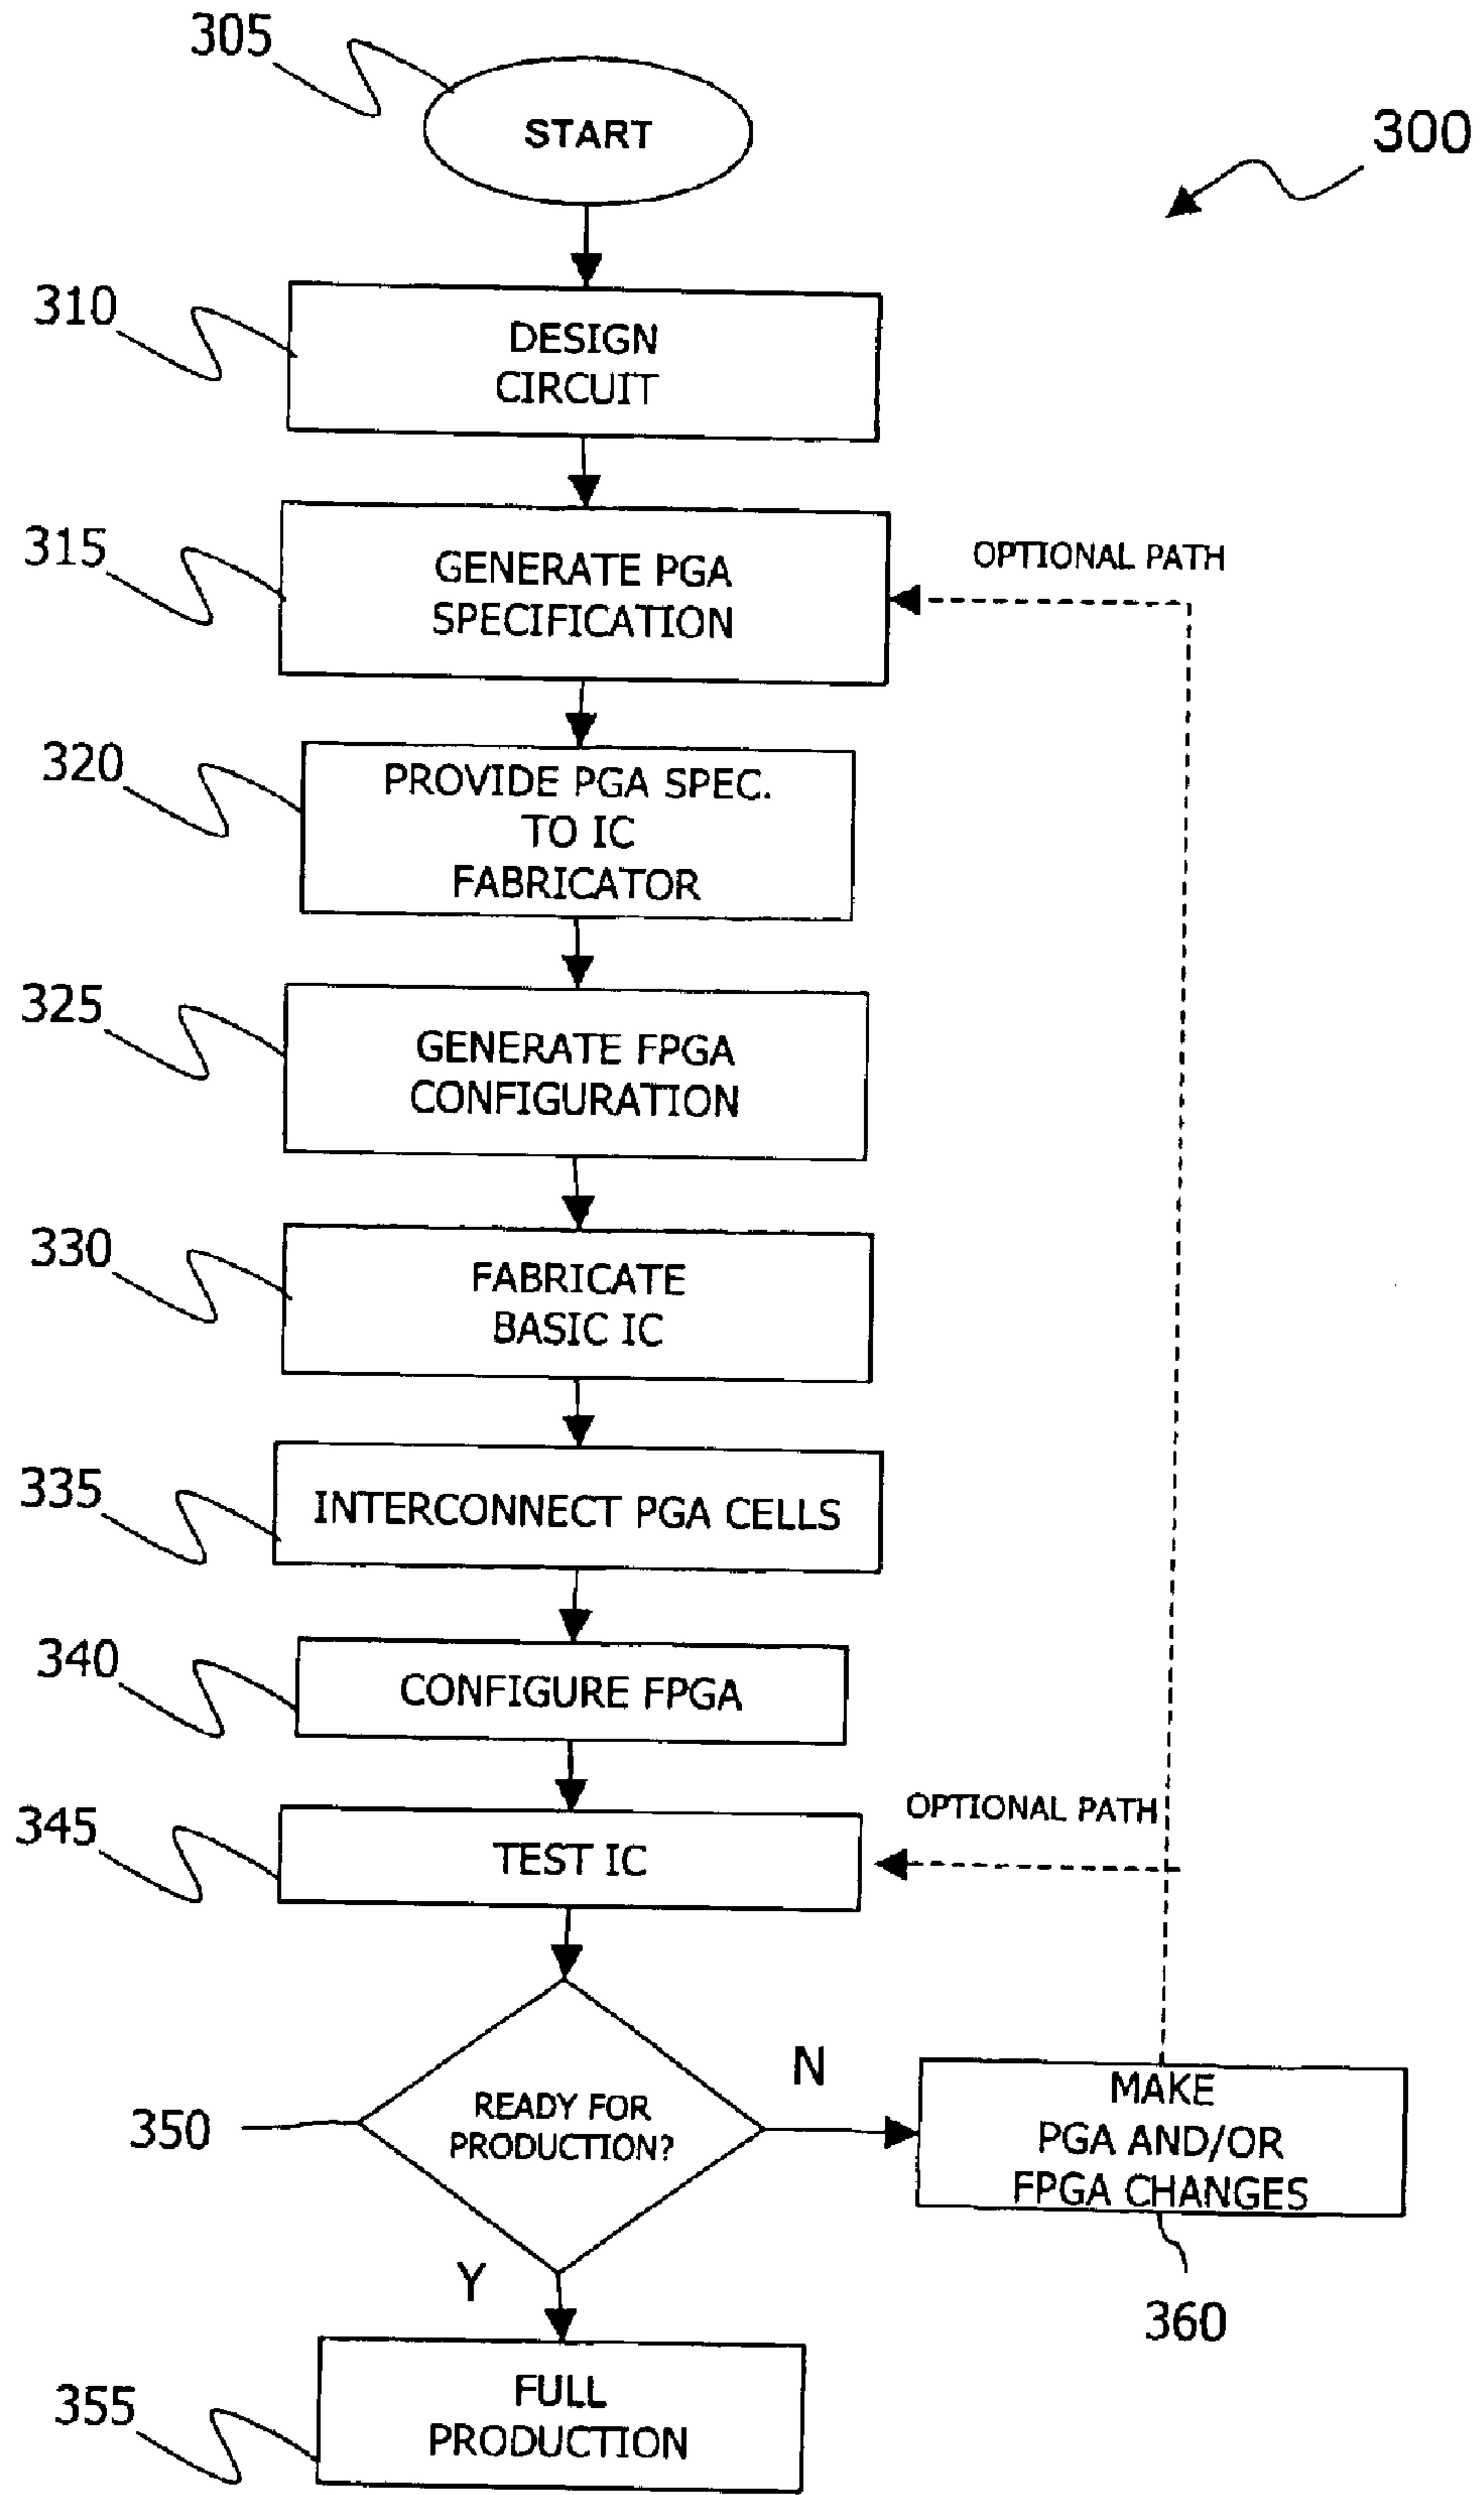 305
START
300
310
DESIGN
CIRCUIT
315
GENERATE PGA
SPECIFICATION
OPTIONAL PATH
320
PROVIDE PGA SPEC.
TO IC
FABRICATOR
325
GENERATE FPGA
CONFIGURATION
330
FABRICATE
BASIC IC
335
INTERCONNECT PGA CELLS
340
CONFIGURE FPGA
345
TEST IC
OPTIONAL PATH
350
READY FOR
PRODUCTION?
N
MAKE
PGA AND/OR
FPGA CHANGES
360
Y
355
FULL
PRODUCTION